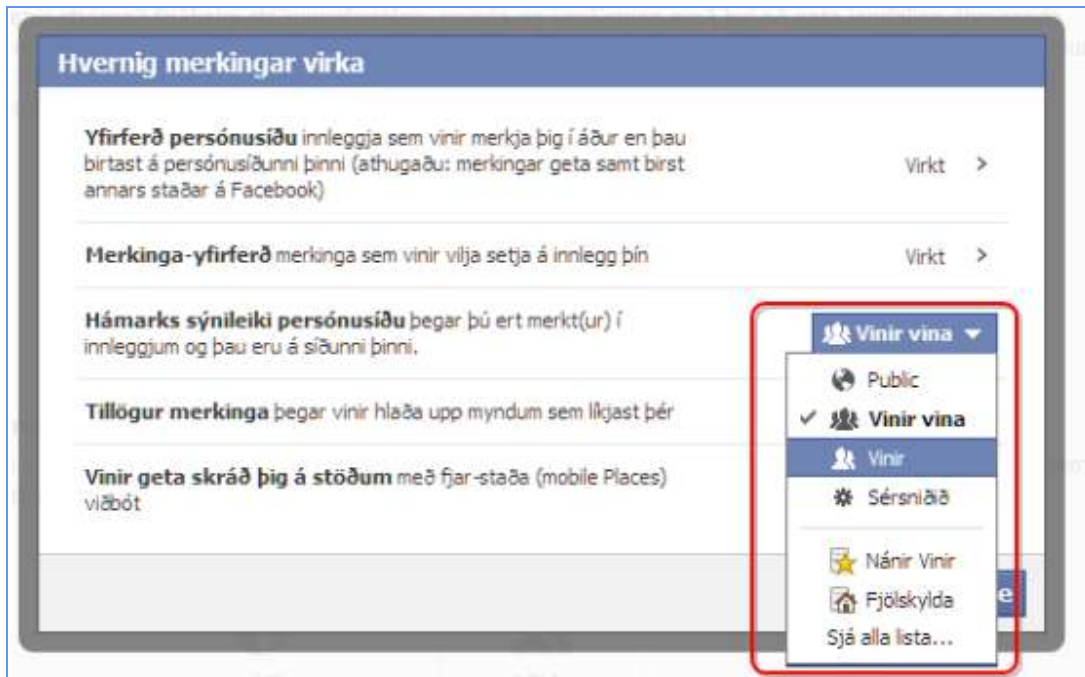 Hvernig merkingar virka
Yfirferð persónusíðu innleggja sem vinir merkja þig í áður en þau
birtast á persónusíðunni þinni (athugaðu: merkingar geta samt birst
annars staðar á Facebook)
Virkt
Merkinga-yfirferð merkinga sem vinir vilja setja á innlegg þín
Virkt
Hámarks sýnileiki persónusíðu þegar þú ert merkt(ur) í
innleggjum og þau eru á síðunni þinni.
Vinir vina
Public
Vinir vina
Vinir
Sérsniðið
Nánir Vinir
Fjölskylda
Sjá alla lista...
Tillögur merkinga þegar vinir hlaða upp myndum sem líkjast þér
Vinir geta skráð þig á stöðum með fjar-staða (mobile Places)
viðbót